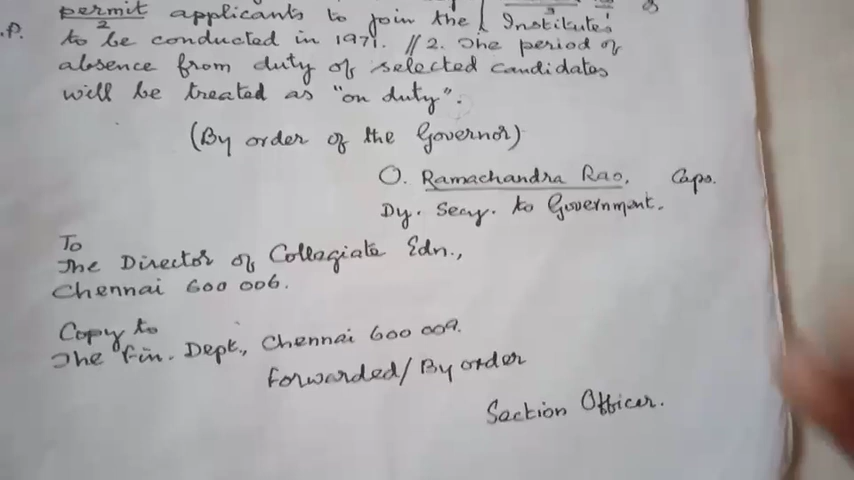 permit applicants to join the Institutes
2 3
.P. to be conducted in 1971. // 2. The period of
absence from duty of selected candidates
will be treated as "on duty".
(By order of the Governor)
O. Ramachandra Rao, Caps.
Dy. Secy. to Government.
To
The Director of Collegiate Edn.,
Chennai 600 006.
Copy to
The Fin. Dept., Chennai 600 009.
Forwarded/By order
Section Officer.